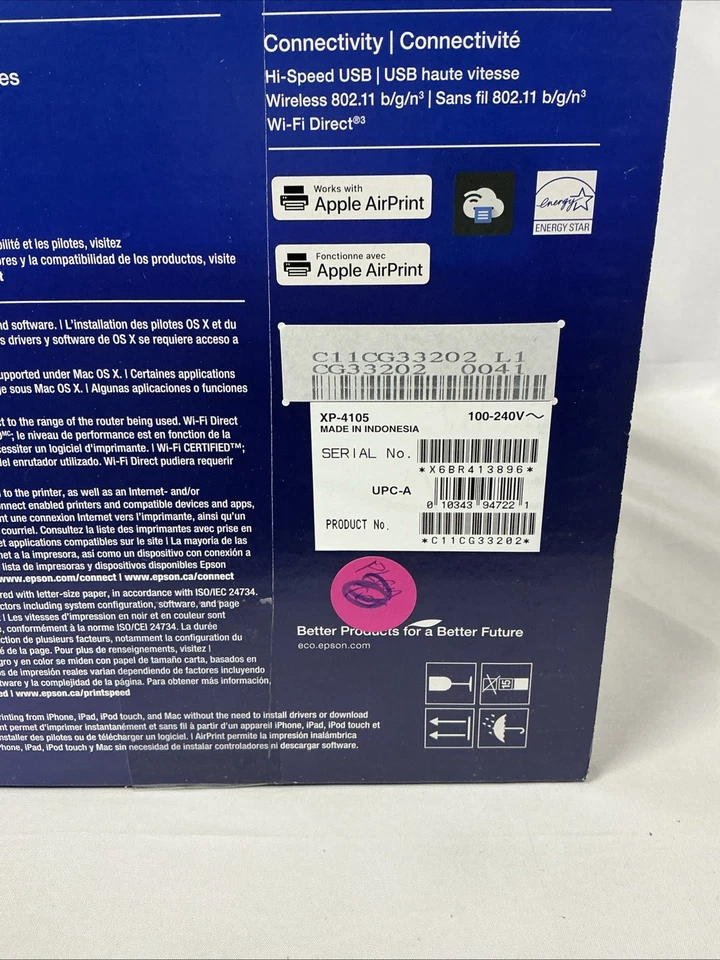 es
bilité et les pilotes, visitez
res y la compatibilidad de los productos, visite
t
nd software. | L'installation des pilotes OS X et du
s drivers y software de OS X se requiere acceso a
upported under Mac OS X. | Certaines applications
ge sous Mac OS X. | Algunas aplicaciones o funciones
ct to the range of the router being used. Wi-Fi Direct
MC; le niveau de performance est en fonction de la
cessiter un logiciel d'imprimante. | Wi-Fi CERTIFIED™;
del enrutador utilizado. Wi-Fi Direct pudiera requerir
to the printer, as well as an Internet- and/or
onnect enabled printers and compatible devices and apps,
nt une connexion Internet vers l'imprimante, ainsi qu'un
courriel. Consultez la liste des imprimantes avec prise en
et applications compatibles sur le site | La mayoría de las
net a la impresora, así como un dispositivo con conexión a
lista de impresoras y dispositivos disponibles Epson
www.epson.com/connect | www.epson.ca/connect
red with letter-size paper, in accordance with ISO/IEC 24734.
ctors including system configuration, software, and page
| Les vitesses d'impression en noir et en couleur sont
, conformément à la norme ISO/CEI 24734. La durée
ction de plusieurs facteurs, notamment la configuration du
é de la page. Pour plus de renseignements, visitez |
gro y en color se miden con papel de tamaño carta, basados en
os de impresión reales varían dependiendo de factores incluyendo
tware y la complejidad de la página. Para obtener más información,
ed | www.epson.ca/printspeed
rinting from iPhone, iPad, iPod touch, and Mac without the need to install drivers or download
nt permet d'imprimer instantanément et sans fil à partir d'un appareil iPhone, iPad, iPod touch et
nstaller des pilotes ou de télécharger un logiciel. | AirPrint permite la impresión inalámbrica
Phone, iPad, iPod touch y Mac sin necesidad de instalar controladores ni descargar software.
Connectivity | Connectivité
Hi-Speed USB | USB haute vitesse
Wireless 802.11 b/g/n³ | Sans fil 802.11 b/g/n³
Wi-Fi Direct®³
Works with
Apple AirPrint
energy
ENERGY STAR
Fonctionne avec
Apple AirPrint
C11CG33202 L1
CG33202 0041
XP-4105 100-240V~
MADE IN INDONESIA
SERIAL No.
*X6BR413896*
UPC-A
0 10343 94722 1
PRODUCT No.
*C11CG33202*
Better Products for a Better Future
eco.epson.com
15